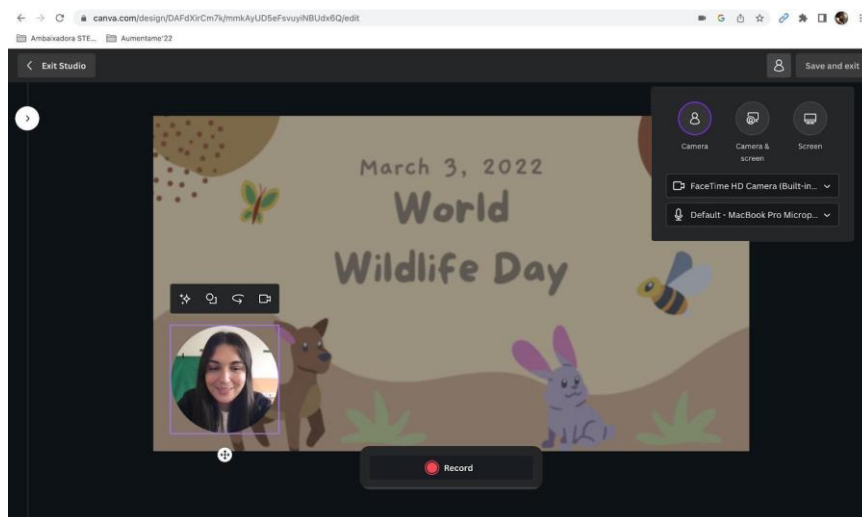 canva.com/design/DAFdXirCm7k/mmkAyUD5eFsvuyiNBUdx6Q/edit
Ambaixadora STE...
Aumentame'22
Exit Studio
Save and exit
Camera
Camera &
screen
Screen
FaceTime HD Camera (Built-in...
Default - MacBook Pro Microp...
March 3, 2022
World
Wildlife Day
Record